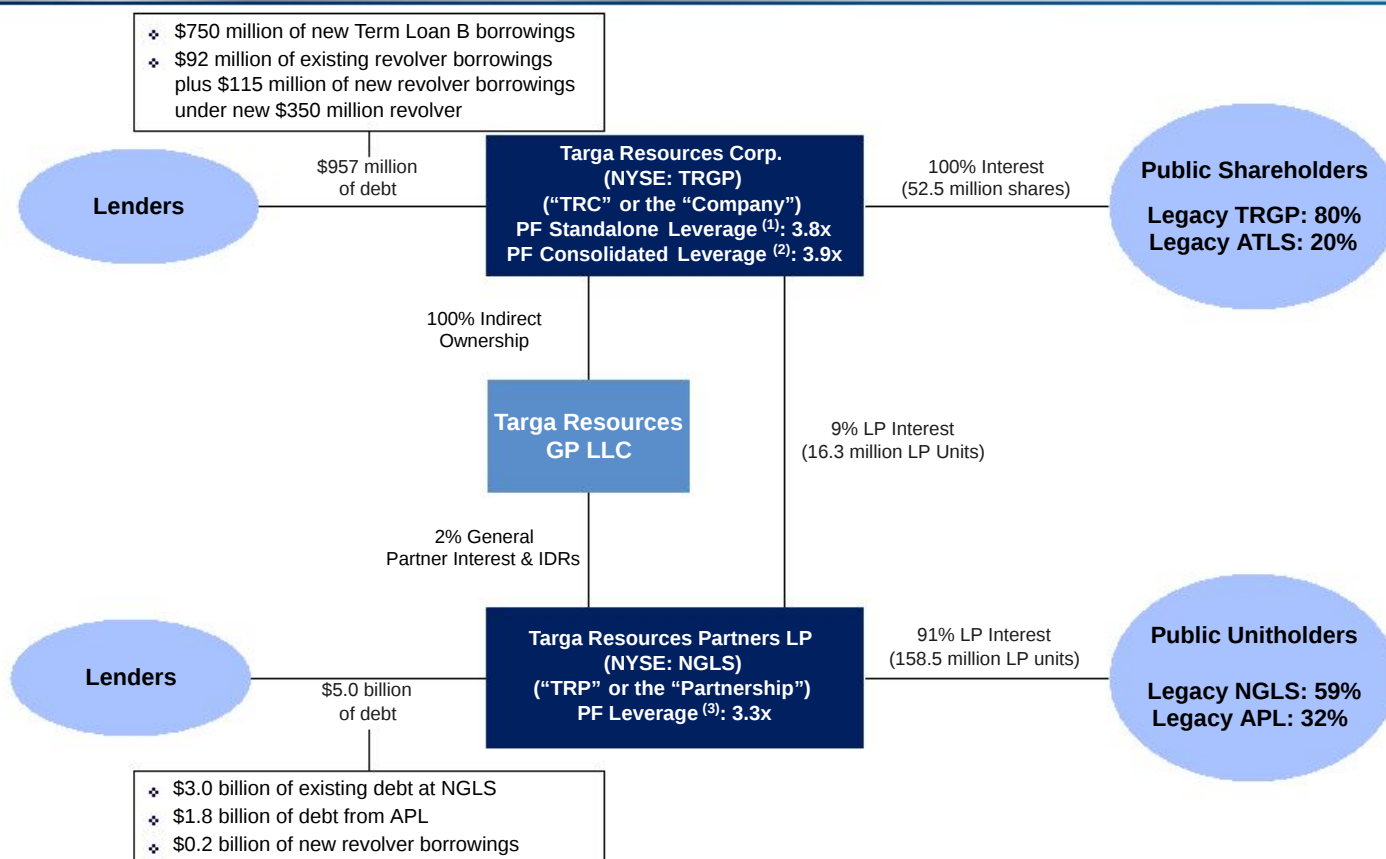 ❖ $750 million of new Term Loan B borrowings
❖ $92 million of existing revolver borrowings
plus $115 million of new revolver borrowings
under new $350 million revolver
Lenders
$957 million
of debt
Targa Resources Corp.
(NYSE: TRGP)
(“TRC” or the “Company”)
PF Standalone Leverage (1): 3.8x
PF Consolidated Leverage (2): 3.9x
100% Interest
(52.5 million shares)
Public Shareholders
Legacy TRGP: 80%
Legacy ATLS: 20%
100% Indirect
Ownership
Targa Resources
GP LLC
9% LP Interest
(16.3 million LP Units)
2% General
Partner Interest & IDRs
Lenders
$5.0 billion
of debt
Targa Resources Partners LP
(NYSE: NGLS)
(“TRP” or the “Partnership”)
PF Leverage (3): 3.3x
91% LP Interest
(158.5 million LP units)
Public Unitholders
Legacy NGLS: 59%
Legacy APL: 32%
❖ $3.0 billion of existing debt at NGLS
❖ $1.8 billion of debt from APL
❖ $0.2 billion of new revolver borrowings